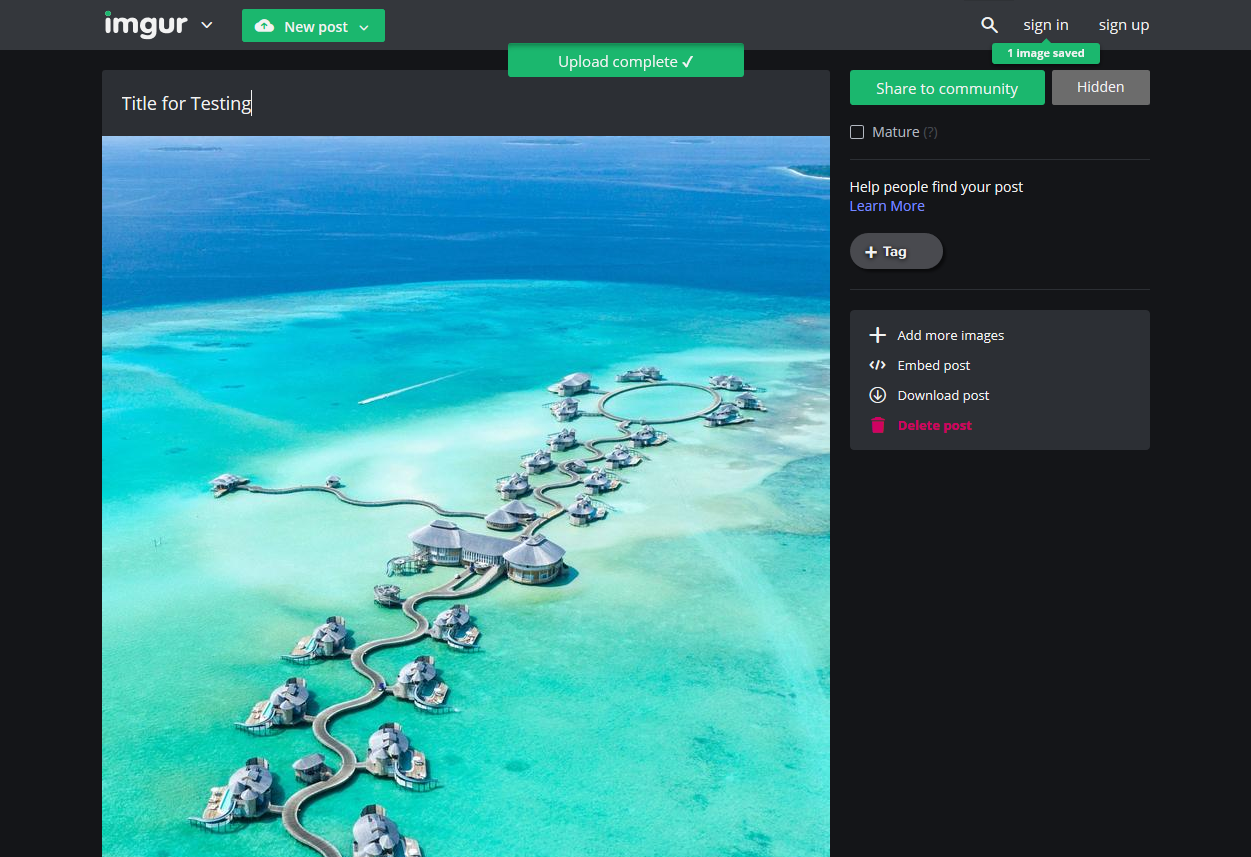 imgur
New post
sign in
sign up
1 image saved
Upload complete ✓
Title for Testing
Share to community
Hidden
Mature (?)
Help people find your post
Learn More
+ Tag
Add more images
Embed post
Download post
Delete post